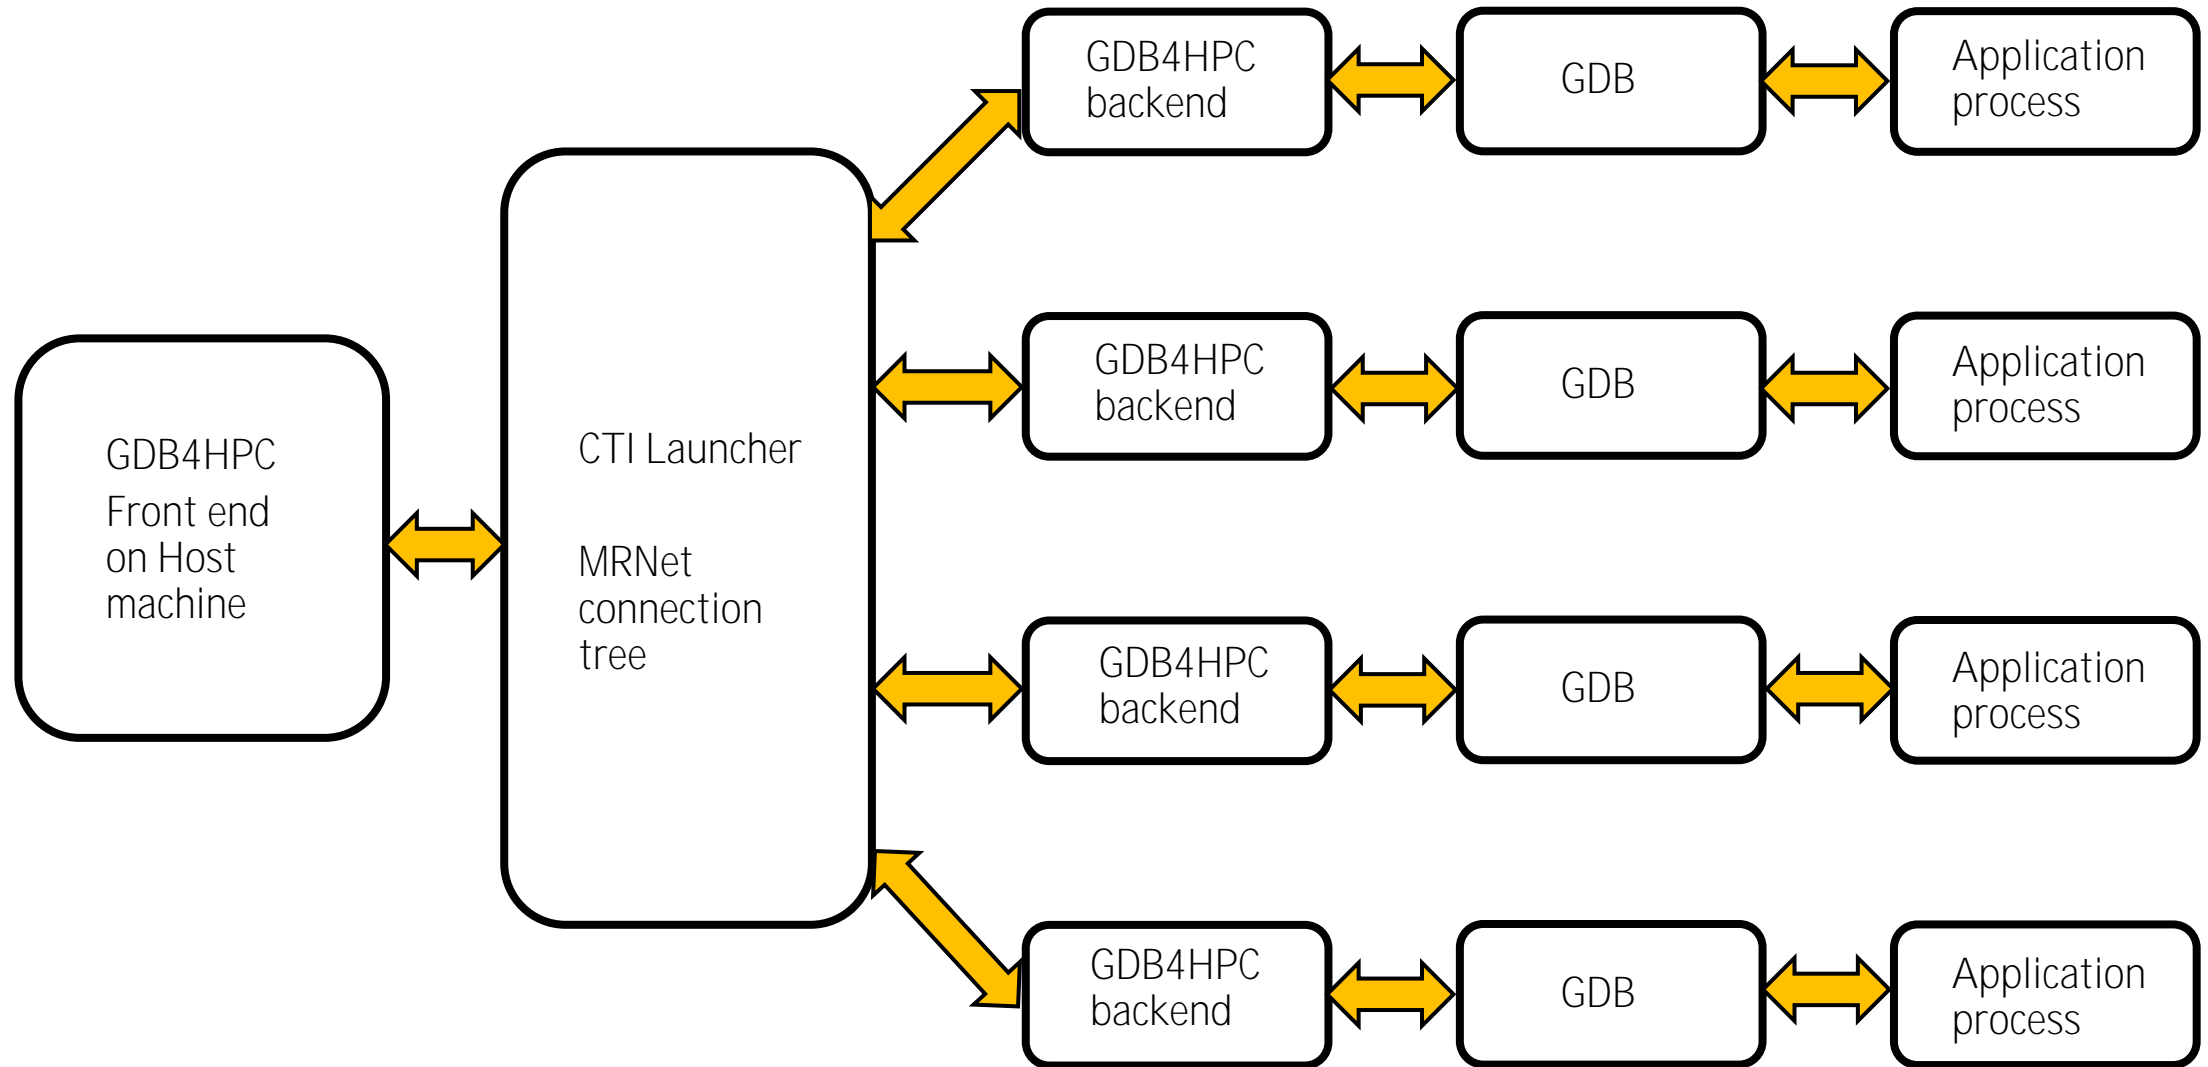 GDB4HPC
Front end
on Host
machine
CTI Launcher
MRNet
connection
tree
GDB4HPC
backend
GDB
Application
process
GDB4HPC
backend
GDB
Application
process
GDB4HPC
backend
GDB
Application
process
GDB4HPC
backend
GDB
Application
process